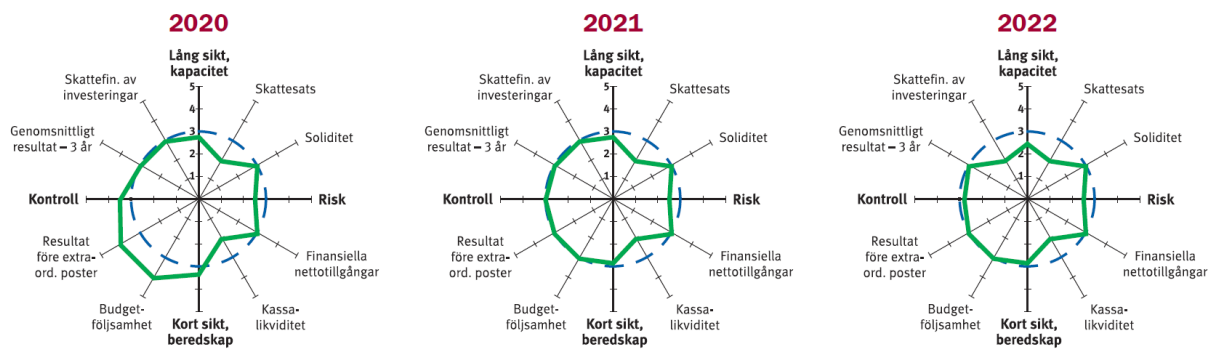 2020
Lång sikt,
kapacitet
Skattefin. av
investeringar
Skattesats
Genomsnittligt
resultat – 3 år
Soliditet
5
4
3
2
1
Kontroll
Risk
Resultat
före extra-
ord. poster
Finansiella
nettotillgångar
Budget-
följsamhet
Kassa-
likviditet
Kort sikt,
beredskap
2021
Lång sikt,
kapacitet
Skattefin. av
investeringar
Skattesats
Genomsnittligt
resultat – 3 år
Soliditet
5
4
3
2
1
Kontroll
Risk
Resultat
före extra-
ord. poster
Finansiella
nettotillgångar
Budget-
följsamhet
Kassa-
likviditet
Kort sikt,
beredskap
2022
Lång sikt,
kapacitet
Skattefin. av
investeringar
Skattesats
Genomsnittligt
resultat – 3 år
Soliditet
5
4
3
2
1
Kontroll
Risk
Resultat
före extra-
ord. poster
Finansiella
nettotillgångar
Budget-
följsamhet
Kassa-
likviditet
Kort sikt,
beredskap